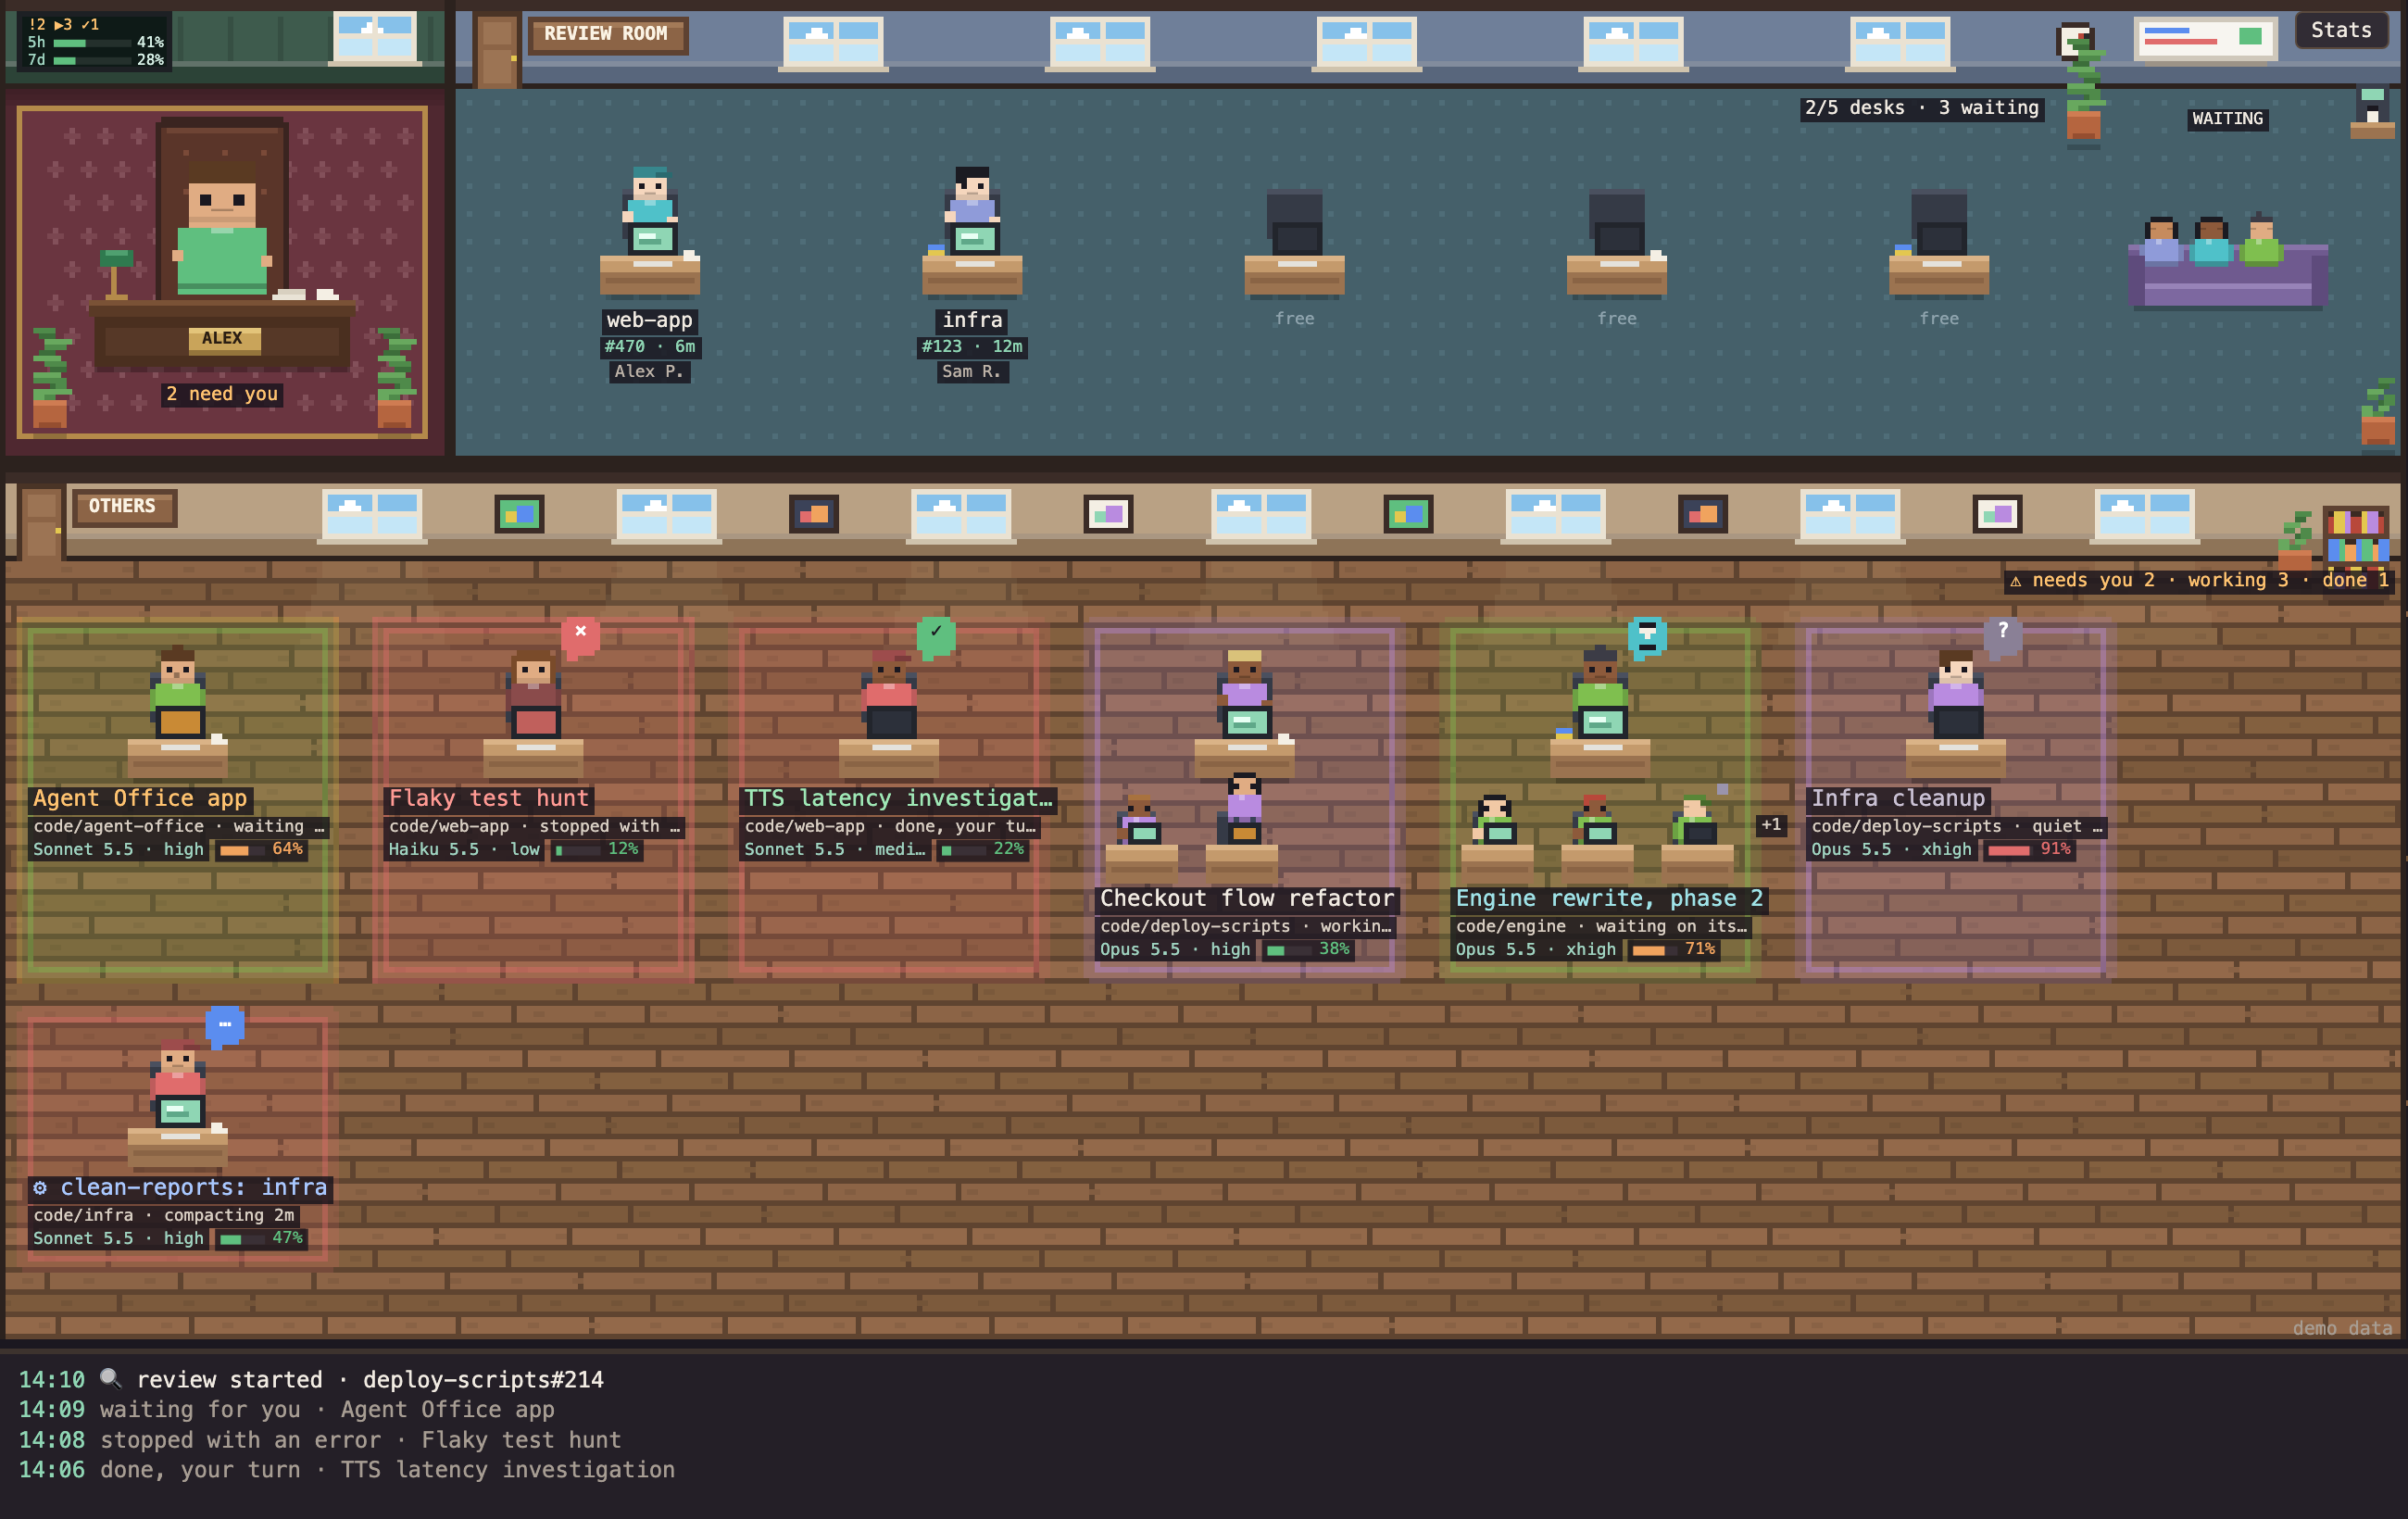 !2 ▶3 ✓1
5h 41%
7d 28%
REVIEW ROOM
Stats
2/5 desks · 3 waiting
WAITING
ALEX
2 need you
web-app
#470 · 6m
Alex P.
infra
#123 · 12m
Sam R.
free
free
free
OTHERS
⚠ needs you 2 · working 3 · done 1
×
✓
?
Agent Office app
code/agent-office · waiting …
Sonnet 5.5 · high 64%
Flaky test hunt
code/web-app · stopped with …
Haiku 5.5 · low 12%
TTS latency investigat…
code/web-app · done, your tu…
Sonnet 5.5 · medi… 22%
Checkout flow refactor
code/deploy-scripts · workin…
Opus 5.5 · high 38%
+1
Engine rewrite, phase 2
code/engine · waiting on its…
Opus 5.5 · xhigh 71%
Infra cleanup
code/deploy-scripts · quiet …
Opus 5.5 · xhigh 91%
…
⚙ clean-reports: infra
code/infra · compacting 2m
Sonnet 5.5 · high 47%
demo data
14:10 🔍 review started · deploy-scripts#214
14:09 waiting for you · Agent Office app
14:08 stopped with an error · Flaky test hunt
14:06 done, your turn · TTS latency investigation